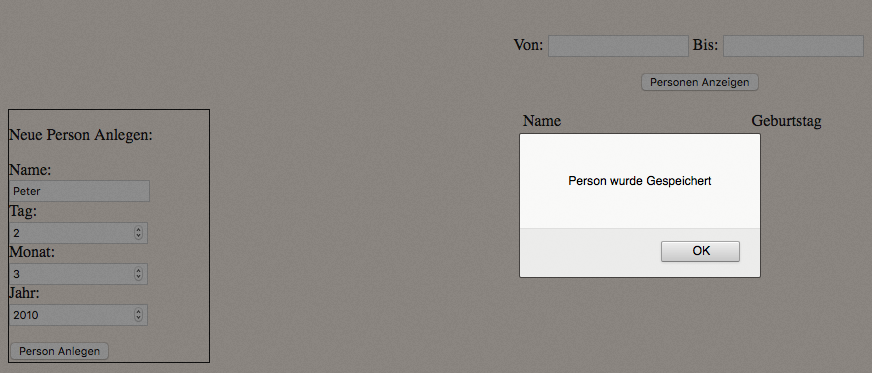 Von: Bis:
Personen Anzeigen
Name Geburtstag
Neue Person Anlegen:
Name:
Peter
Tag:
2
Monat:
3
Jahr:
2010
Person Anlegen
Person wurde Gespeichert
OK